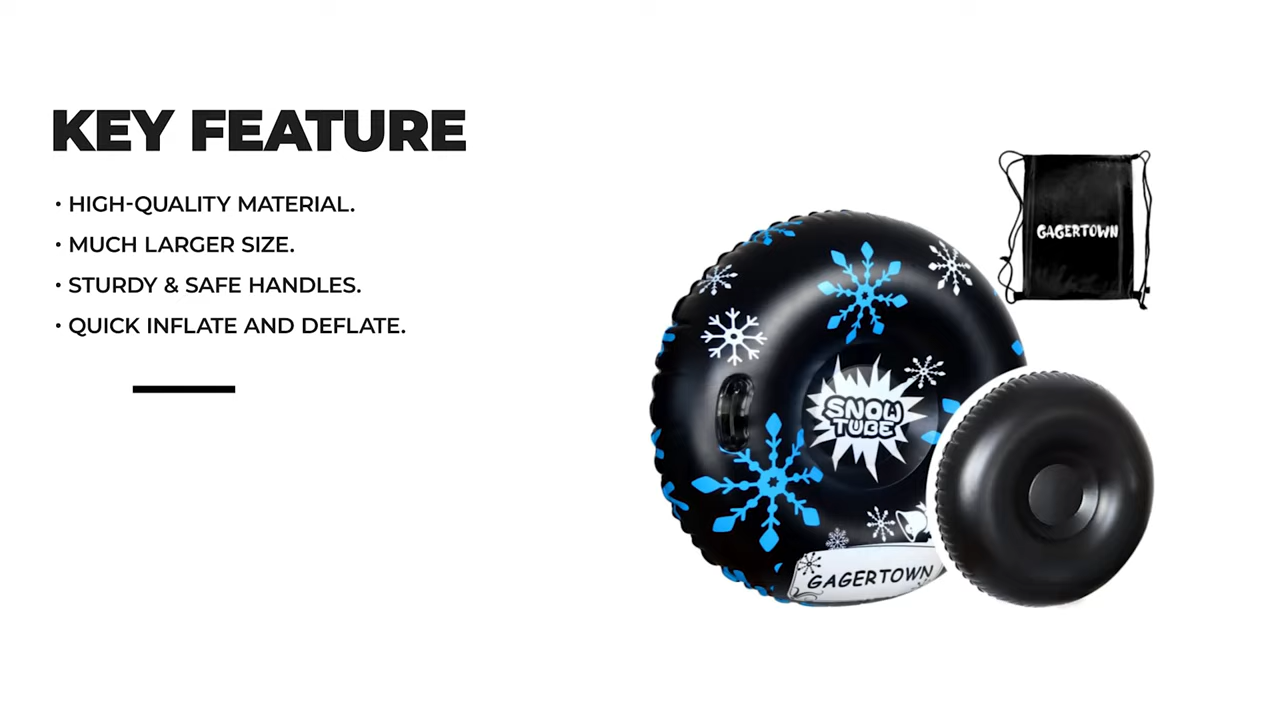 KEY FEATURE
• HIGH-QUALITY MATERIAL.
• MUCH LARGER SIZE.
• STURDY & SAFE HANDLES.
• QUICK INFLATE AND DEFLATE.
GAGERTOWN
SNOW
TUBE
GAGERTOWN